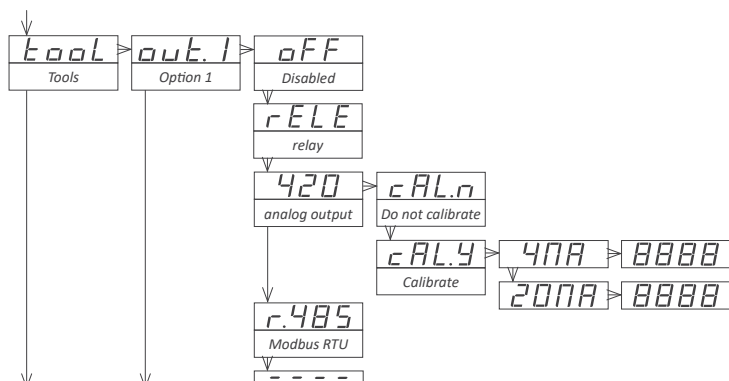 tooL
Tools
out.1
Option 1
oFF
Disabled
rELE
relay
420
analog output
cAL.n
Do not calibrate
cAL.Y
Calibrate
4MA
8888
20MA
8888
r.485
Modbus RTU